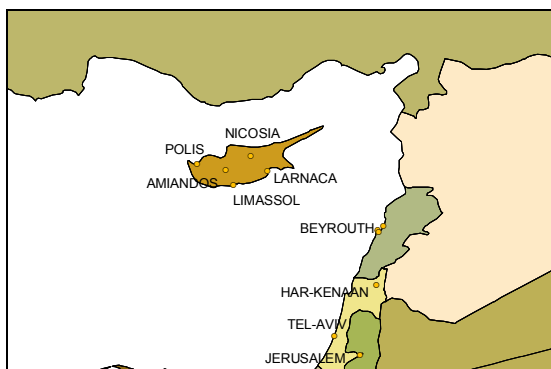 NICOSIA
POLIS
AMIANDOS
LARNACA
LIMASSOL
BEYROUTH
HAR-KENAAN
TEL-AVIV
JERUSALEM